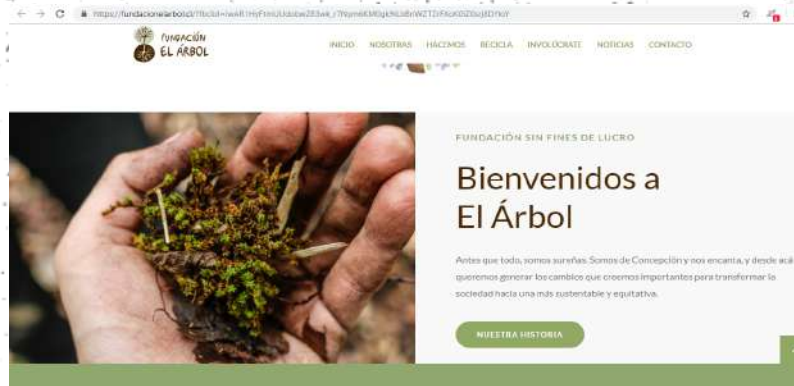 FUNDACIÓN
EL ÁRBOL
INICIO NOSOTRAS HACEMOS RECICLA INVOLÚCRATE NOTICIAS CONTACTO
FUNDACIÓN SIN FINES DE LUCRO
Bienvenidos a
El Árbol
Antes que todo, somos sureñas. Somos de Concepción y nos encanta, y desde acá
queremos generar los cambios que creemos importantes para transformar la
sociedad hacia una más sustentable y equitativa.
NUESTRA HISTORIA